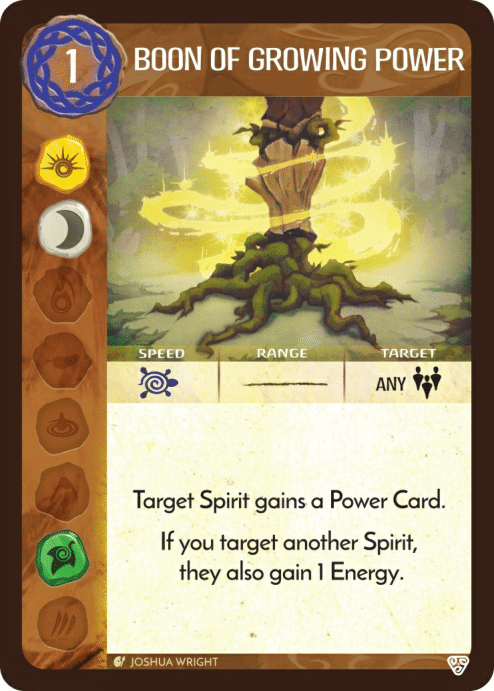 1
BOON OF GROWING POWER
SPEED RANGE TARGET
ANY
Target Spirit gains a Power Card.
If you target another Spirit,
they also gain 1 Energy.
JOSHUA WRIGHT